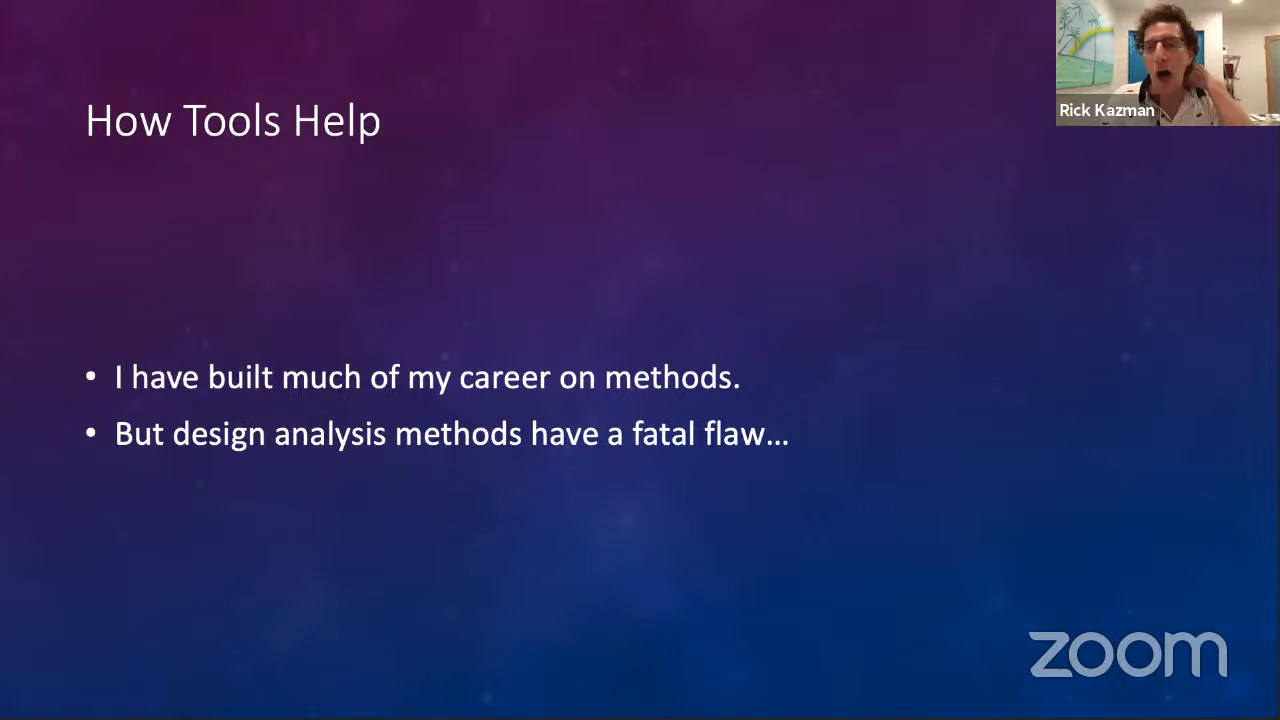 How Tools Help
Rick Kazman
• I have built much of my career on methods.
• But design analysis methods have a fatal flaw…
zoom